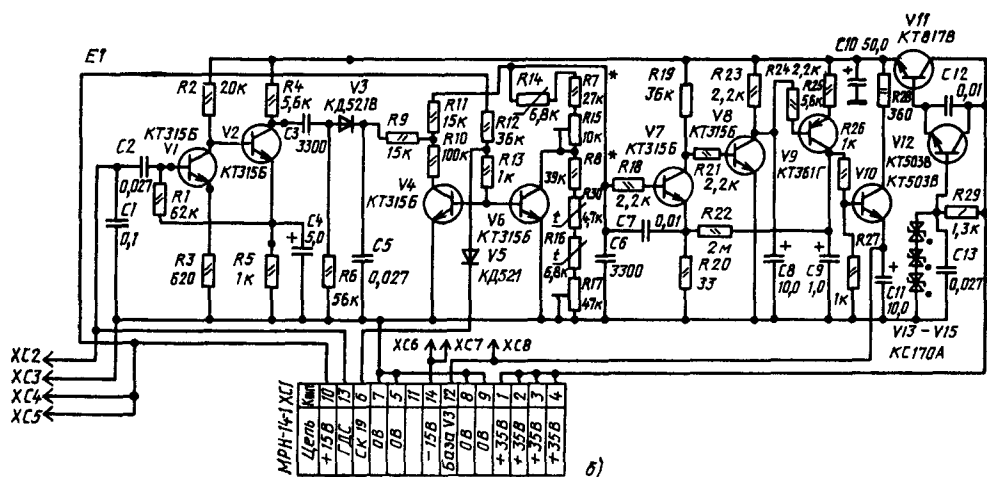 E1
R2
20к
R4
5,6к
V3
КД521В
C3
3300
R9
15к
R11
15к
R10
100к
R12
36к
R13
1к
R14
6,8к
R7
27к
*
R15
10к
*
R8
39к
R30
4,7к
t
R16
6,8к
t
R17
47к
R19
36к
R23
2,2к
R24 2,2к
C10 50,0
V11
КТ817В
C12
0,01
R25
5,6к
R28
360
V12
КТ503В
КТ315Б
V1
V2
КТ315Б
C2
0,027
R1
62к
C1
0,1
R3
620
R5
1к
C4
5,0
R6
56к
C5
0,027
V4
КТ315Б
V6
КТ315Б
V5
КД521
R18
2,2к
C7
0,01
C6
3300
V7
КТ315Б
R21
2,2к
R22
2м
R20
33
V8
КТ315Б
V9
КТ361Г
C8
10,0
C9
1,0
R26
1к
V10
КТ503В
R27
1к
C11
10,0
R29
1,3к
C13
0,027
V13-V15
КС170А
XC2
XC3
XC4
XC5
XC6
XC7
XC8
МРН-14-1 XC1
Цепь
Конт
+15В
10
ГДС
13
Ск 19
6
0В
7
0В
5
11
-15В
14
База V3
12
0В
8
0В
9
+35В
1
+35В
2
+35В
3
+35В
4
б)